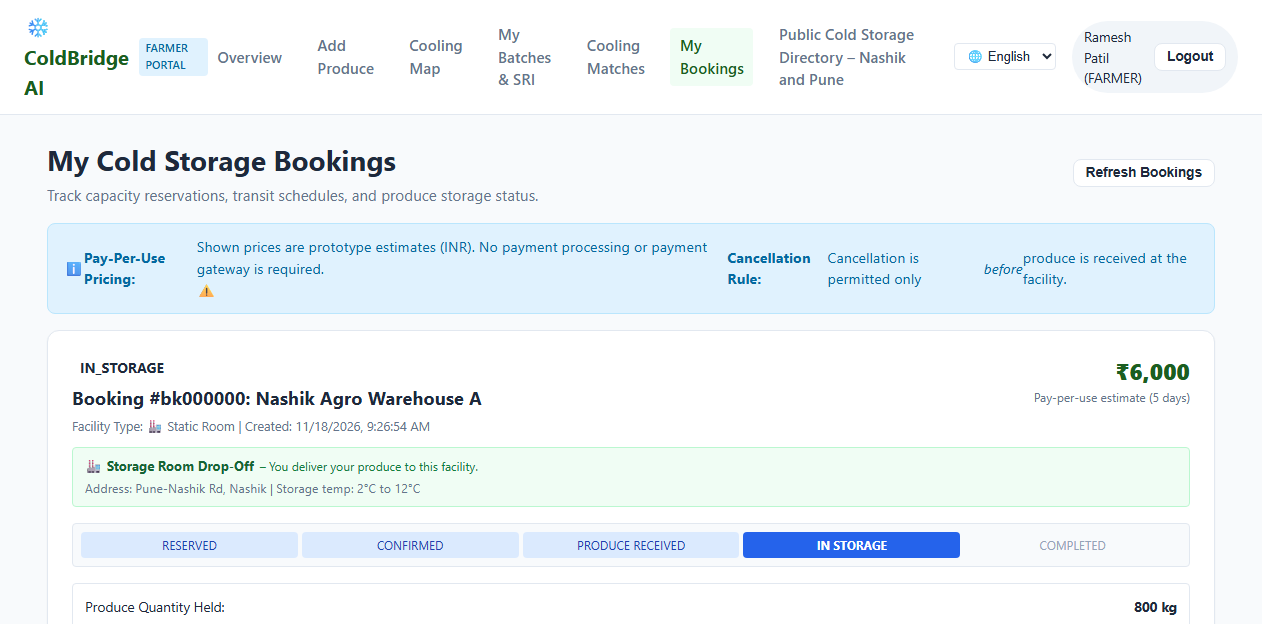 ColdBridge AI
FARMER PORTAL
Overview
Add Produce
Cooling Map
My Batches & SRI
Cooling Matches
My Bookings
Public Cold Storage Directory – Nashik and Pune
English
Ramesh Patil (FARMER)
Logout
My Cold Storage Bookings
Track capacity reservations, transit schedules, and produce storage status.
Refresh Bookings
Pay-Per-Use Pricing:
Shown prices are prototype estimates (INR). No payment processing or payment gateway is required.
Cancellation Rule:
Cancellation is permitted only
before
produce is received at the facility.
IN_STORAGE
₹6,000
Booking #bk000000: Nashik Agro Warehouse A
Pay-per-use estimate (5 days)
Facility Type: Static Room | Created: 11/18/2026, 9:26:54 AM
Storage Room Drop-Off – You deliver your produce to this facility.
Address: Pune-Nashik Rd, Nashik | Storage temp: 2°C to 12°C
RESERVED
CONFIRMED
PRODUCE RECEIVED
IN STORAGE
COMPLETED
Produce Quantity Held:
800 kg